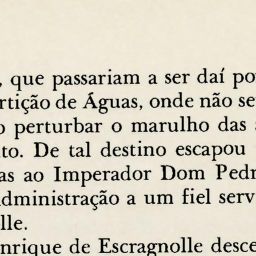 , que passariam a ser daí po
rtição de Águas, onde não se
o perturbar o marulho das
to. De tal destino escapou
as ao Imperador Dom Pedr
administração a um fiel serv
lle.
nrique de Escragnolle desce